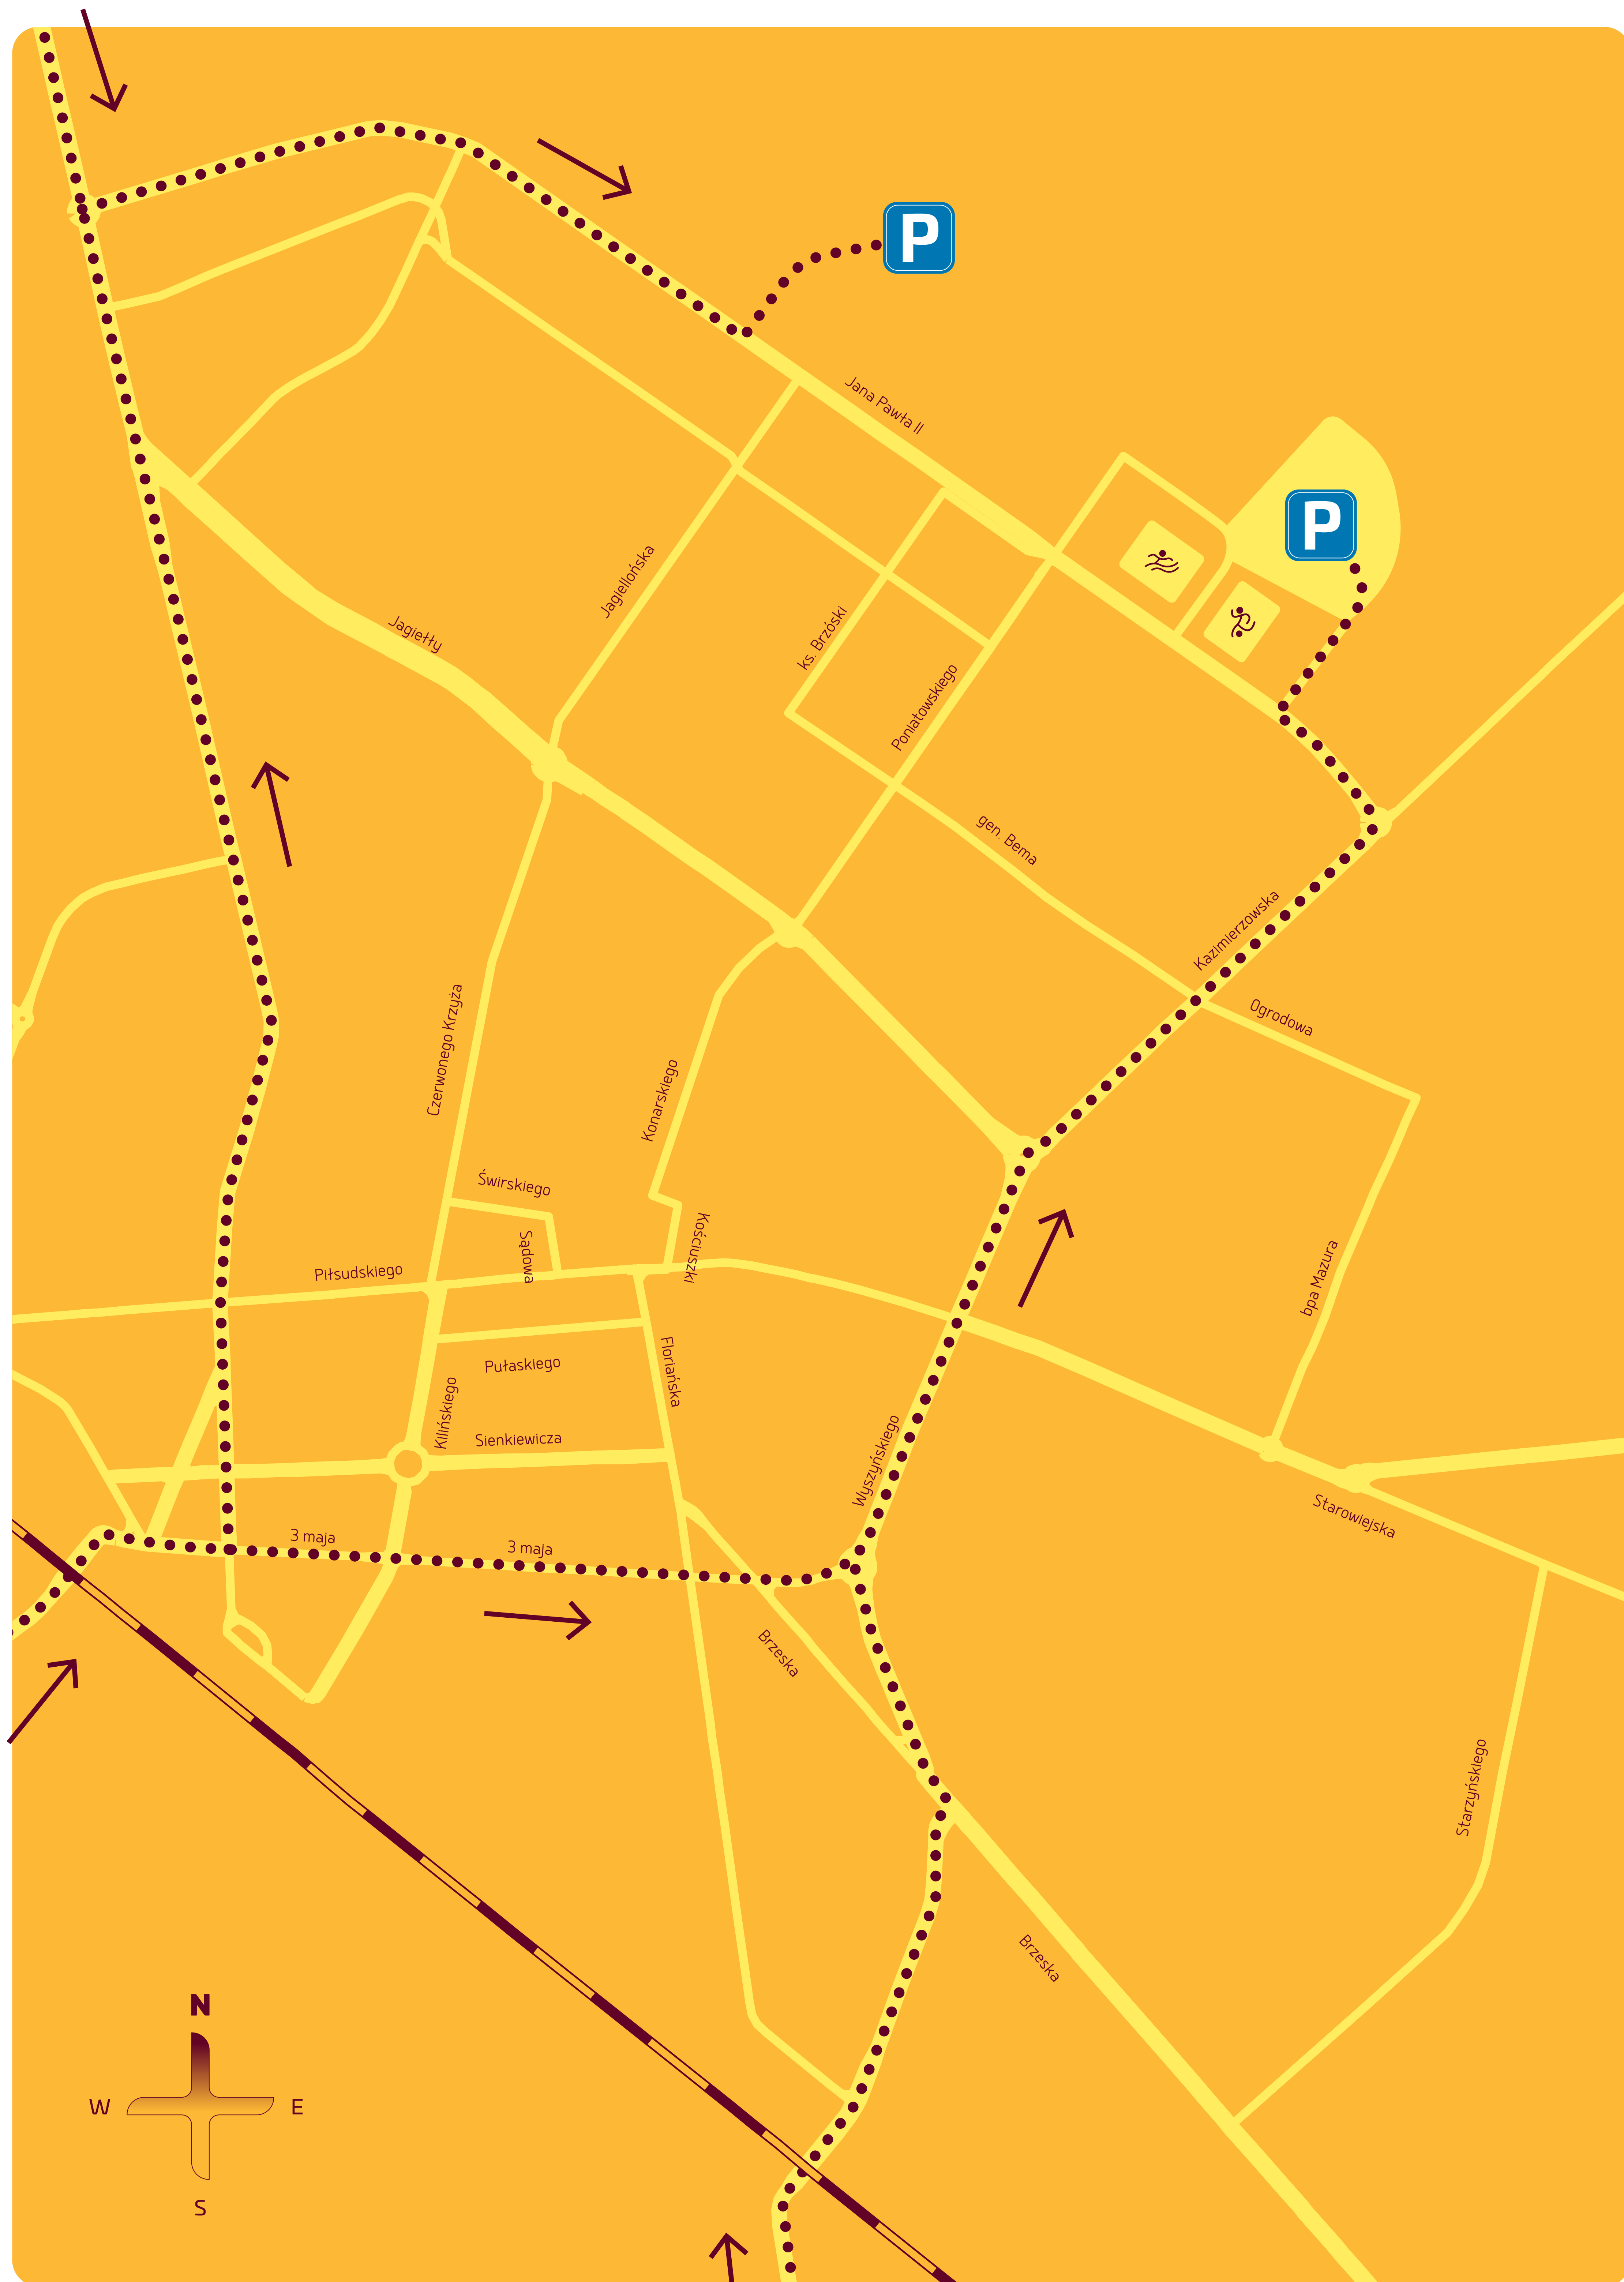 P
Jana Pawła II
P
Jagiellońska
Jagiełły
ks. Brzóski
Poniatowskiego
gen. Bema
Kazimierzowska
Ogrodowa
Czerwonego Krzyża
Konarskiego
Świrskiego
Sądowa
Kościuszki
Piłsudskiego
bpa Mazura
Pułaskiego
Floriańska
Kilińskiego
Sienkiewicza
Wyszyńskiego
Starowiejska
3 maja
3 maja
Brzeska
Starzyńskiego
Brzeska
N
W
E
S